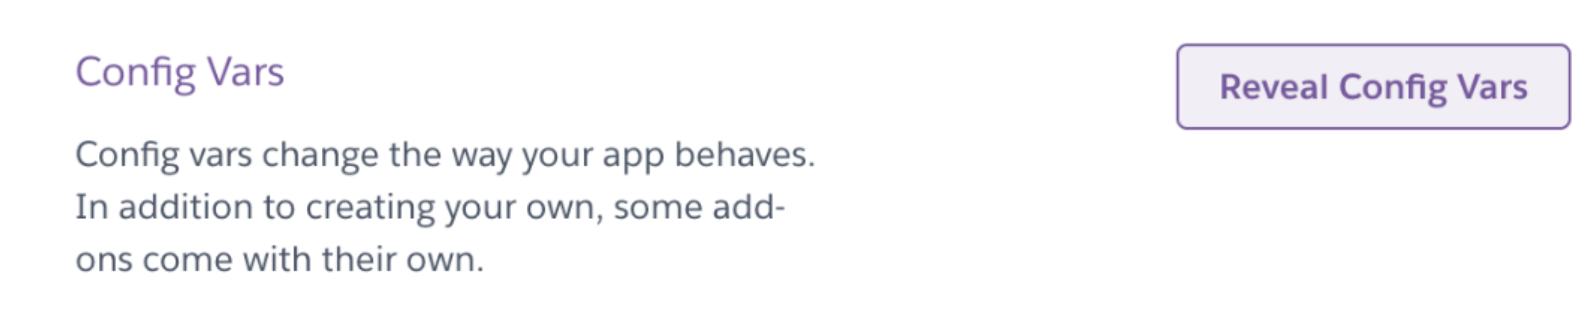 Config Vars
Reveal Config Vars
Config vars change the way your app behaves.
In addition to creating your own, some add-
ons come with their own.